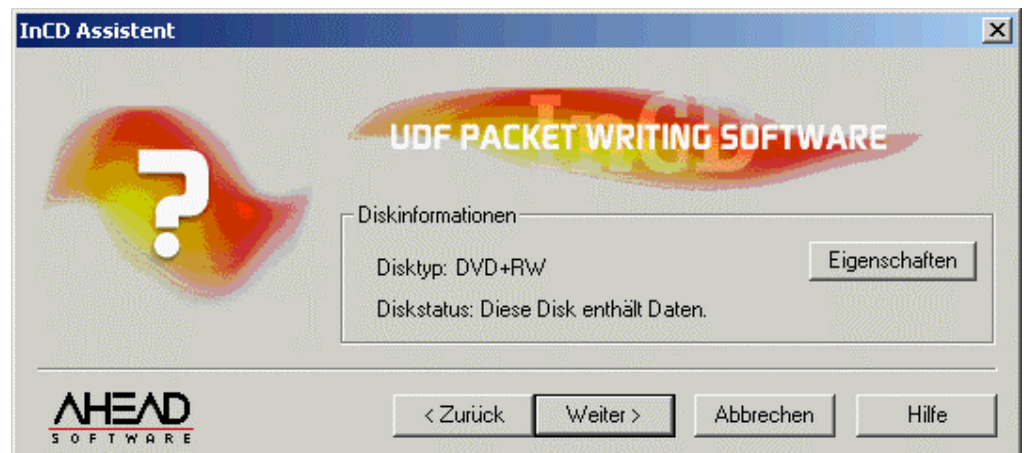 InCD Assistent
?
InCD
UDF PACKET WRITING SOFTWARE
Diskinformationen
Disktyp: DVD+RW
Eigenschaften
Diskstatus: Diese Disk enthält Daten.
AHEAD
SOFTWARE
< Zurück
Weiter >
Abbrechen
Hilfe